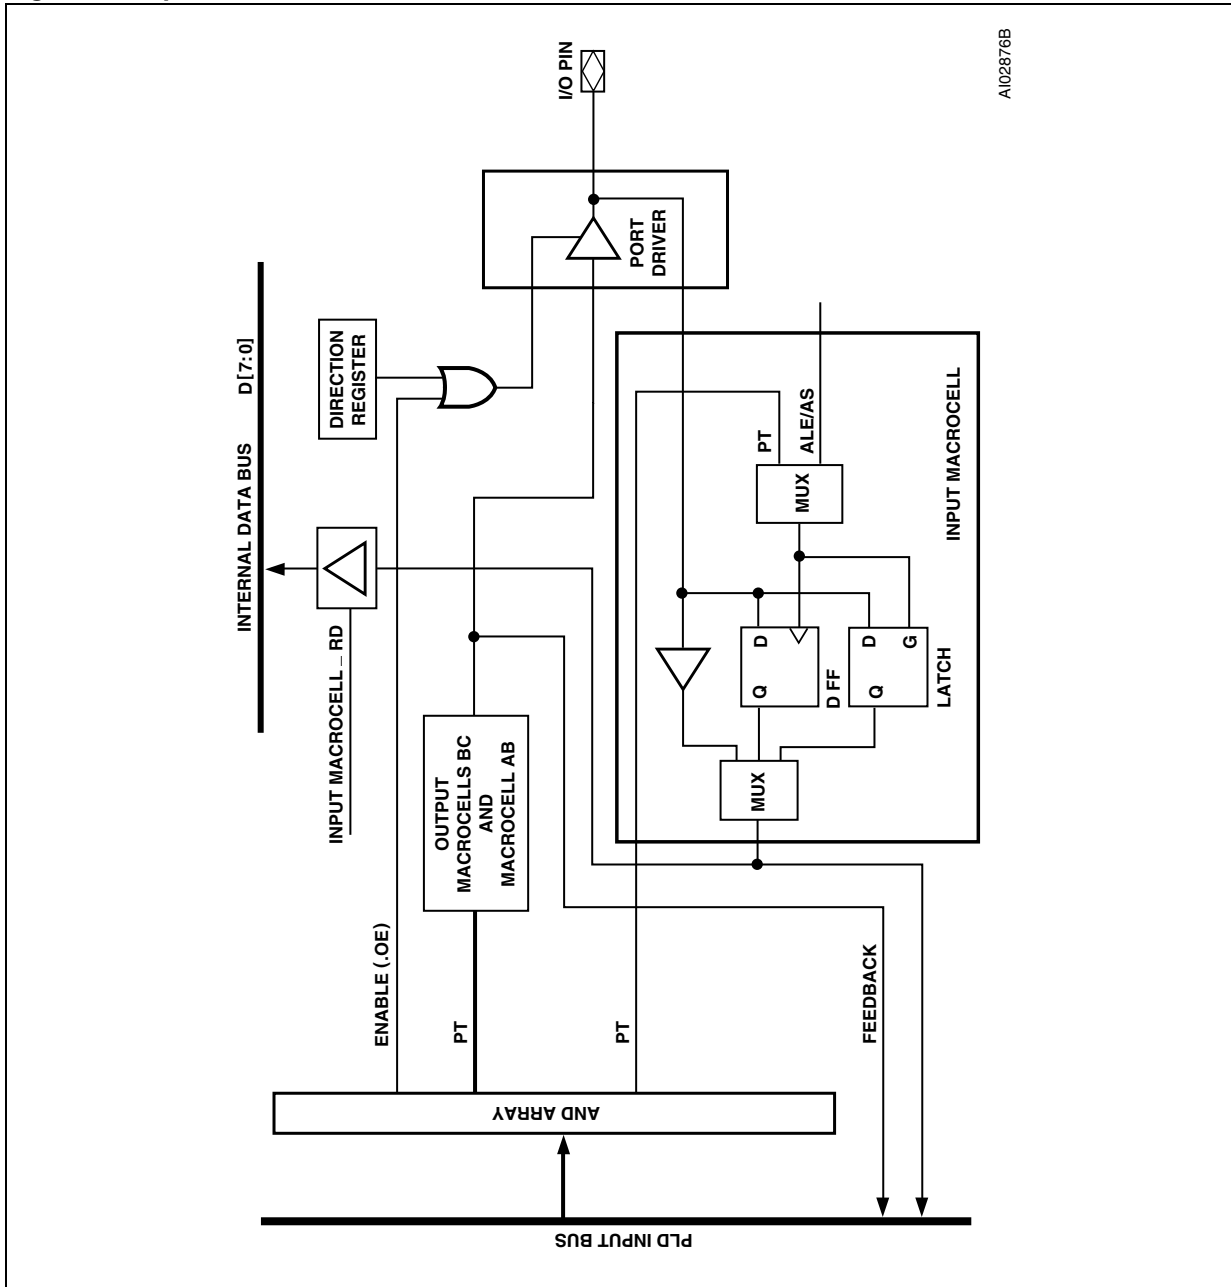 INTERNAL DATA BUS D[7:0]
INPUT MACROCELL _ RD
DIRECTION
REGISTER
ENABLE (.OE)
PT
OUTPUT
MACROCELLS BC
AND
MACROCELL AB
I/O PIN
PORT
DRIVER
AND ARRAY
PLD INPUT BUS
PT
PT
ALE/AS
MUX
D
Q
D FF
D
G
Q
LATCH
MUX
INPUT MACROCELL
FEEDBACK
AI02876B